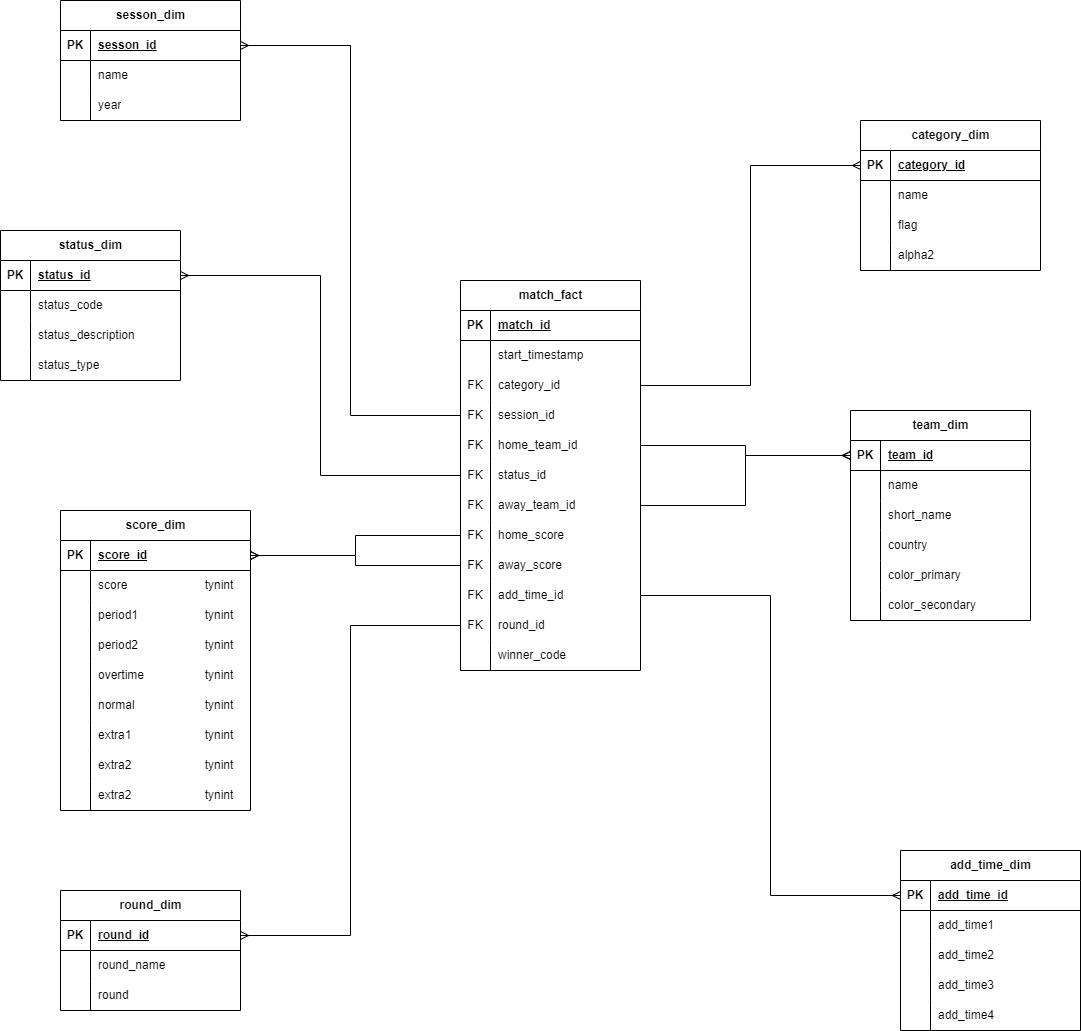 sesson_dim
PK sesson_id
name
year
category_dim
PK category_id
name
flag
alpha2
status_dim
PK status_id
status_code
status_description
status_type
match_fact
PK match_id
start_timestamp
FK category_id
FK session_id
FK home_team_id
FK status_id
FK away_team_id
FK home_score
FK away_score
FK add_time_id
FK round_id
winner_code
team_dim
PK team_id
name
short_name
country
color_primary
color_secondary
score_dim
PK score_id
score tynint
period1 tynint
period2 tynint
overtime tynint
normal tynint
extra1 tynint
extra2 tynint
extra2 tynint
round_dim
PK round_id
round_name
round
add_time_dim
PK add_time_id
add_time1
add_time2
add_time3
add_time4